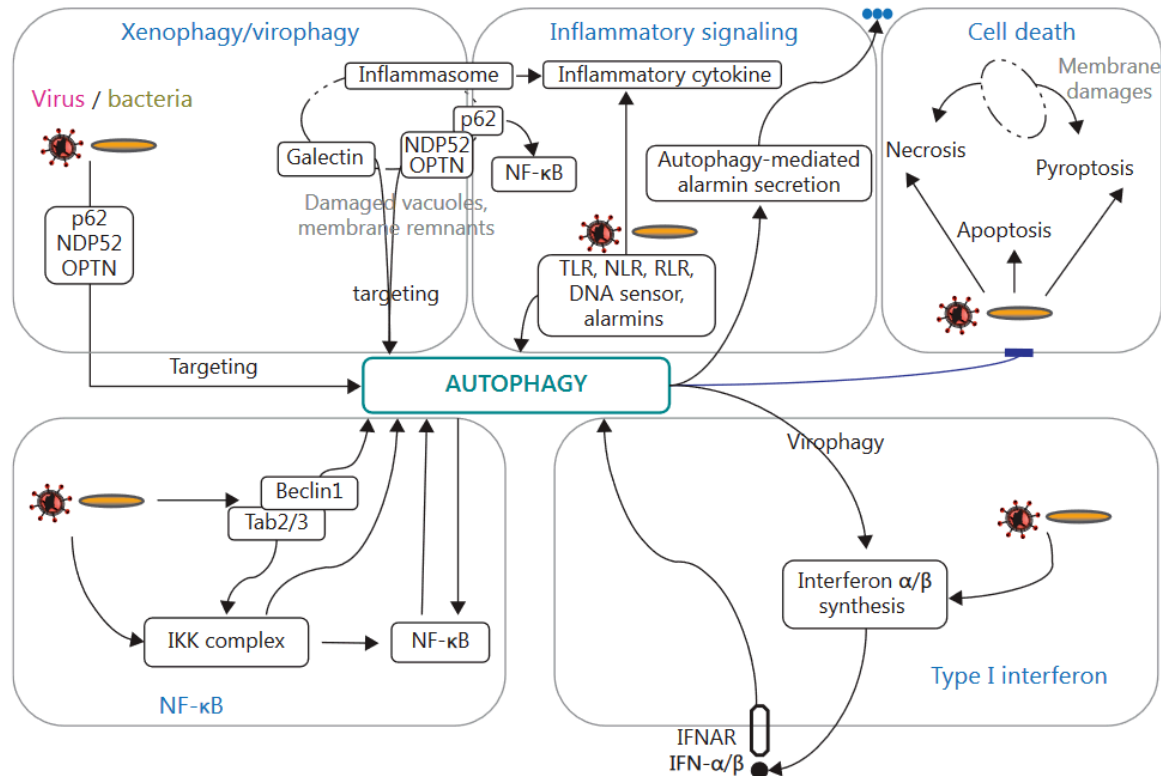 Xenophagy/virophagy
Inflammatory signaling
Cell death
Virus / bacteria
Inflammasome
Inflammatory cytokine
Membrane
damages
p62
Galectin
NDP52
OPTN
NF-κB
Autophagy-mediated
alarmin secretion
Necrosis
Pyroptosis
Damaged vacuoles,
membrane remnants
p62
NDP52
OPTN
Apoptosis
TLR, NLR, RLR,
DNA sensor,
alarmins
targeting
Targeting
AUTOPHAGY
Virophagy
Beclin1
Tab2/3
Interferon α/β
synthesis
IKK complex
NF-κB
Type I interferon
NF-κB
IFNAR
IFN-α/β